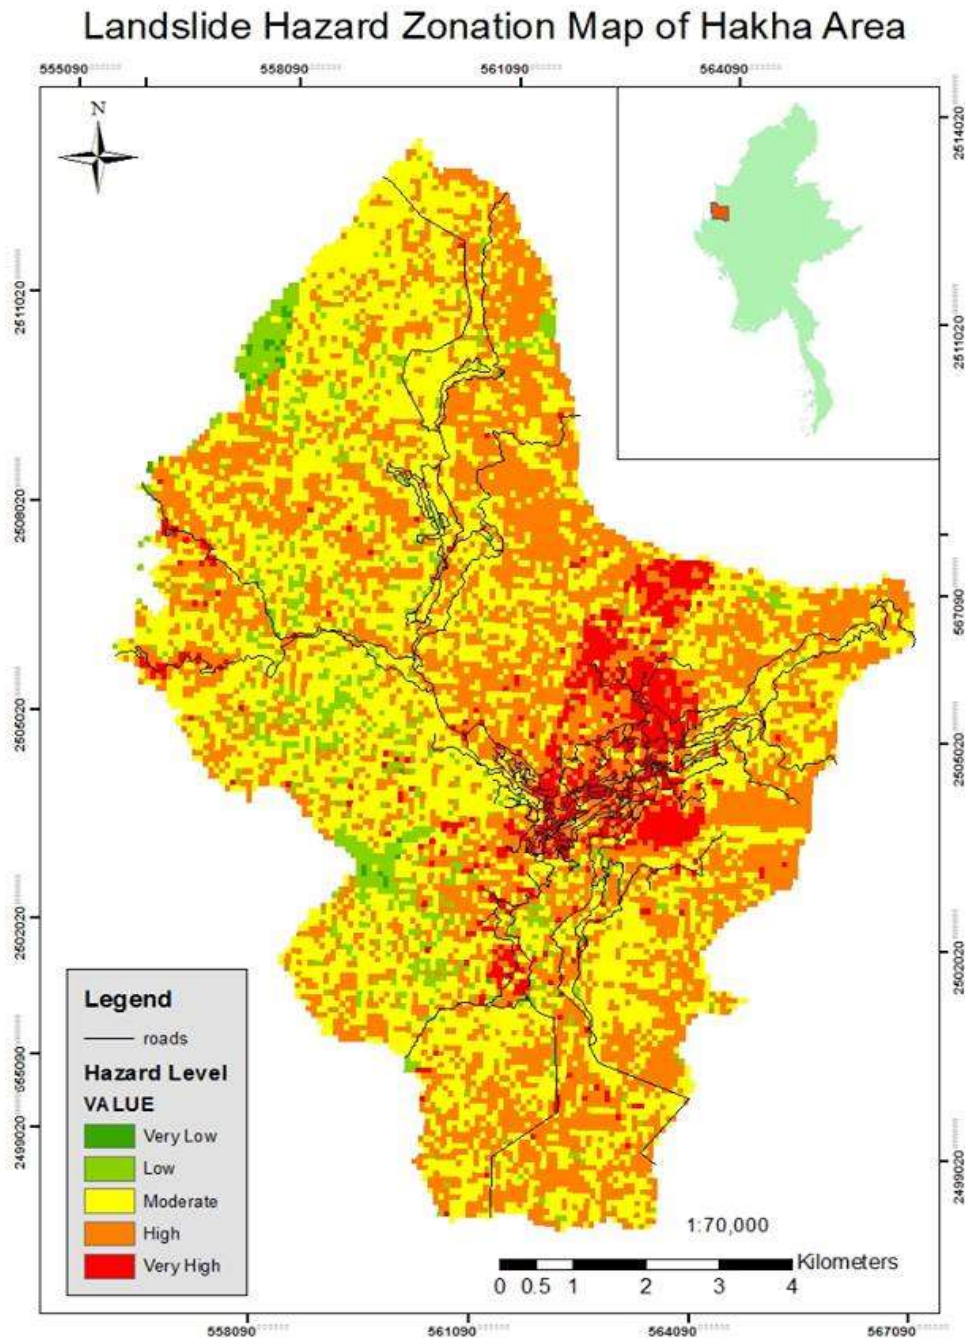 Landslide Hazard Zonation Map of Hakha Area
555090
558090
561090
564090
N
2514020
2511020
2511020
2508020
567090
2505020
2505020
2502020
2502020
555090
2499020
2499020
Legend
roads
Hazard Level
VALUE
Very Low
Low
Moderate
High
Very High
1:70,000
Kilometers
0 0.5 1 2 3 4
558090
561090
564090
567090